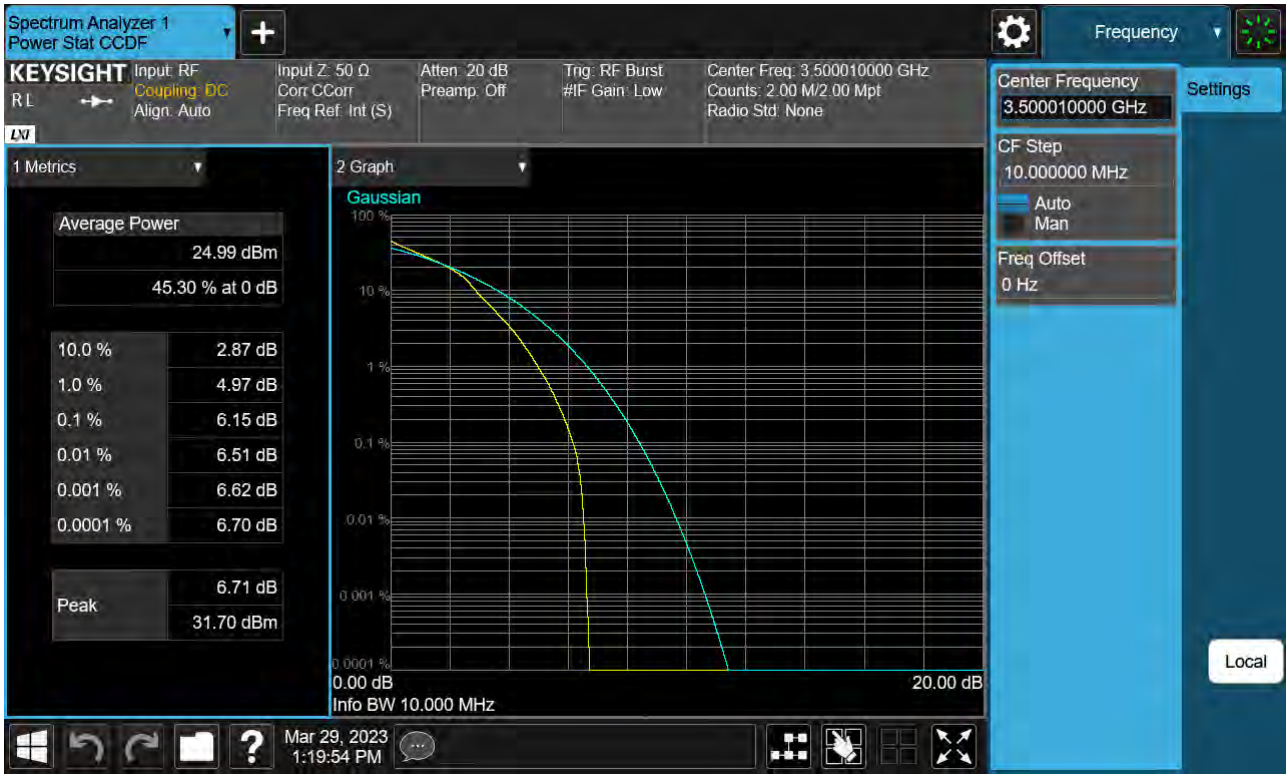 Spectrum Analyzer 1
Power Stat CCDF
Frequency
KEYSIGHT
RL
LXI
Input: RF
Coupling: DC
Align: Auto
Input Z: 50 Ω
Corr CCorr
Freq Ref: Int (S)
Atten: 20 dB
Preamp: Off
Trig: RF Burst
#IF Gain: Low
Center Freq: 3.500010000 GHz
Counts: 2.00 M/2.00 Mpt
Radio Std: None
Center Frequency
3.500010000 GHz
Settings
CF Step
10.000000 MHz
Auto
Man
Freq Offset
0 Hz
1 Metrics
Average Power
24.99 dBm
45.30 % at 0 dB
10.0 % 2.87 dB
1.0 % 4.97 dB
0.1 % 6.15 dB
0.01 % 6.51 dB
0.001 % 6.62 dB
0.0001 % 6.70 dB
Peak
6.71 dB
31.70 dBm
2 Graph
Gaussian
100 %
10 %
1 %
0.1 %
0.01 %
0.001 %
0.0001 %
0.00 dB 20.00 dB
Info BW 10.000 MHz
Local
?
Mar 29, 2023
1:19:54 PM